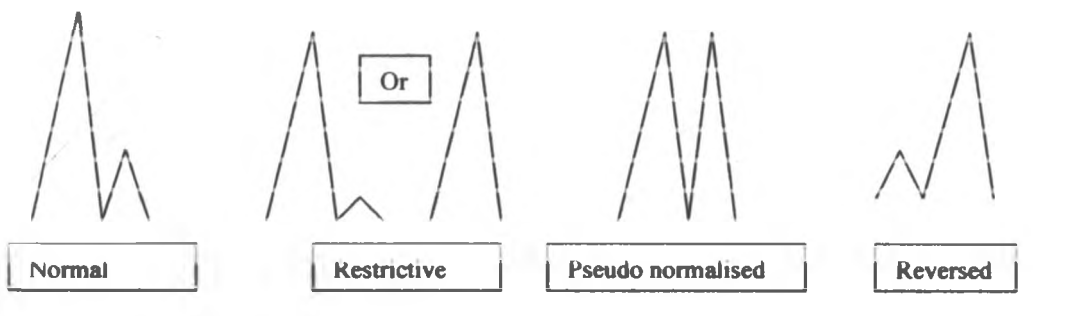 Or
Normal
Restrictive
Pseudo normalised
Reversed